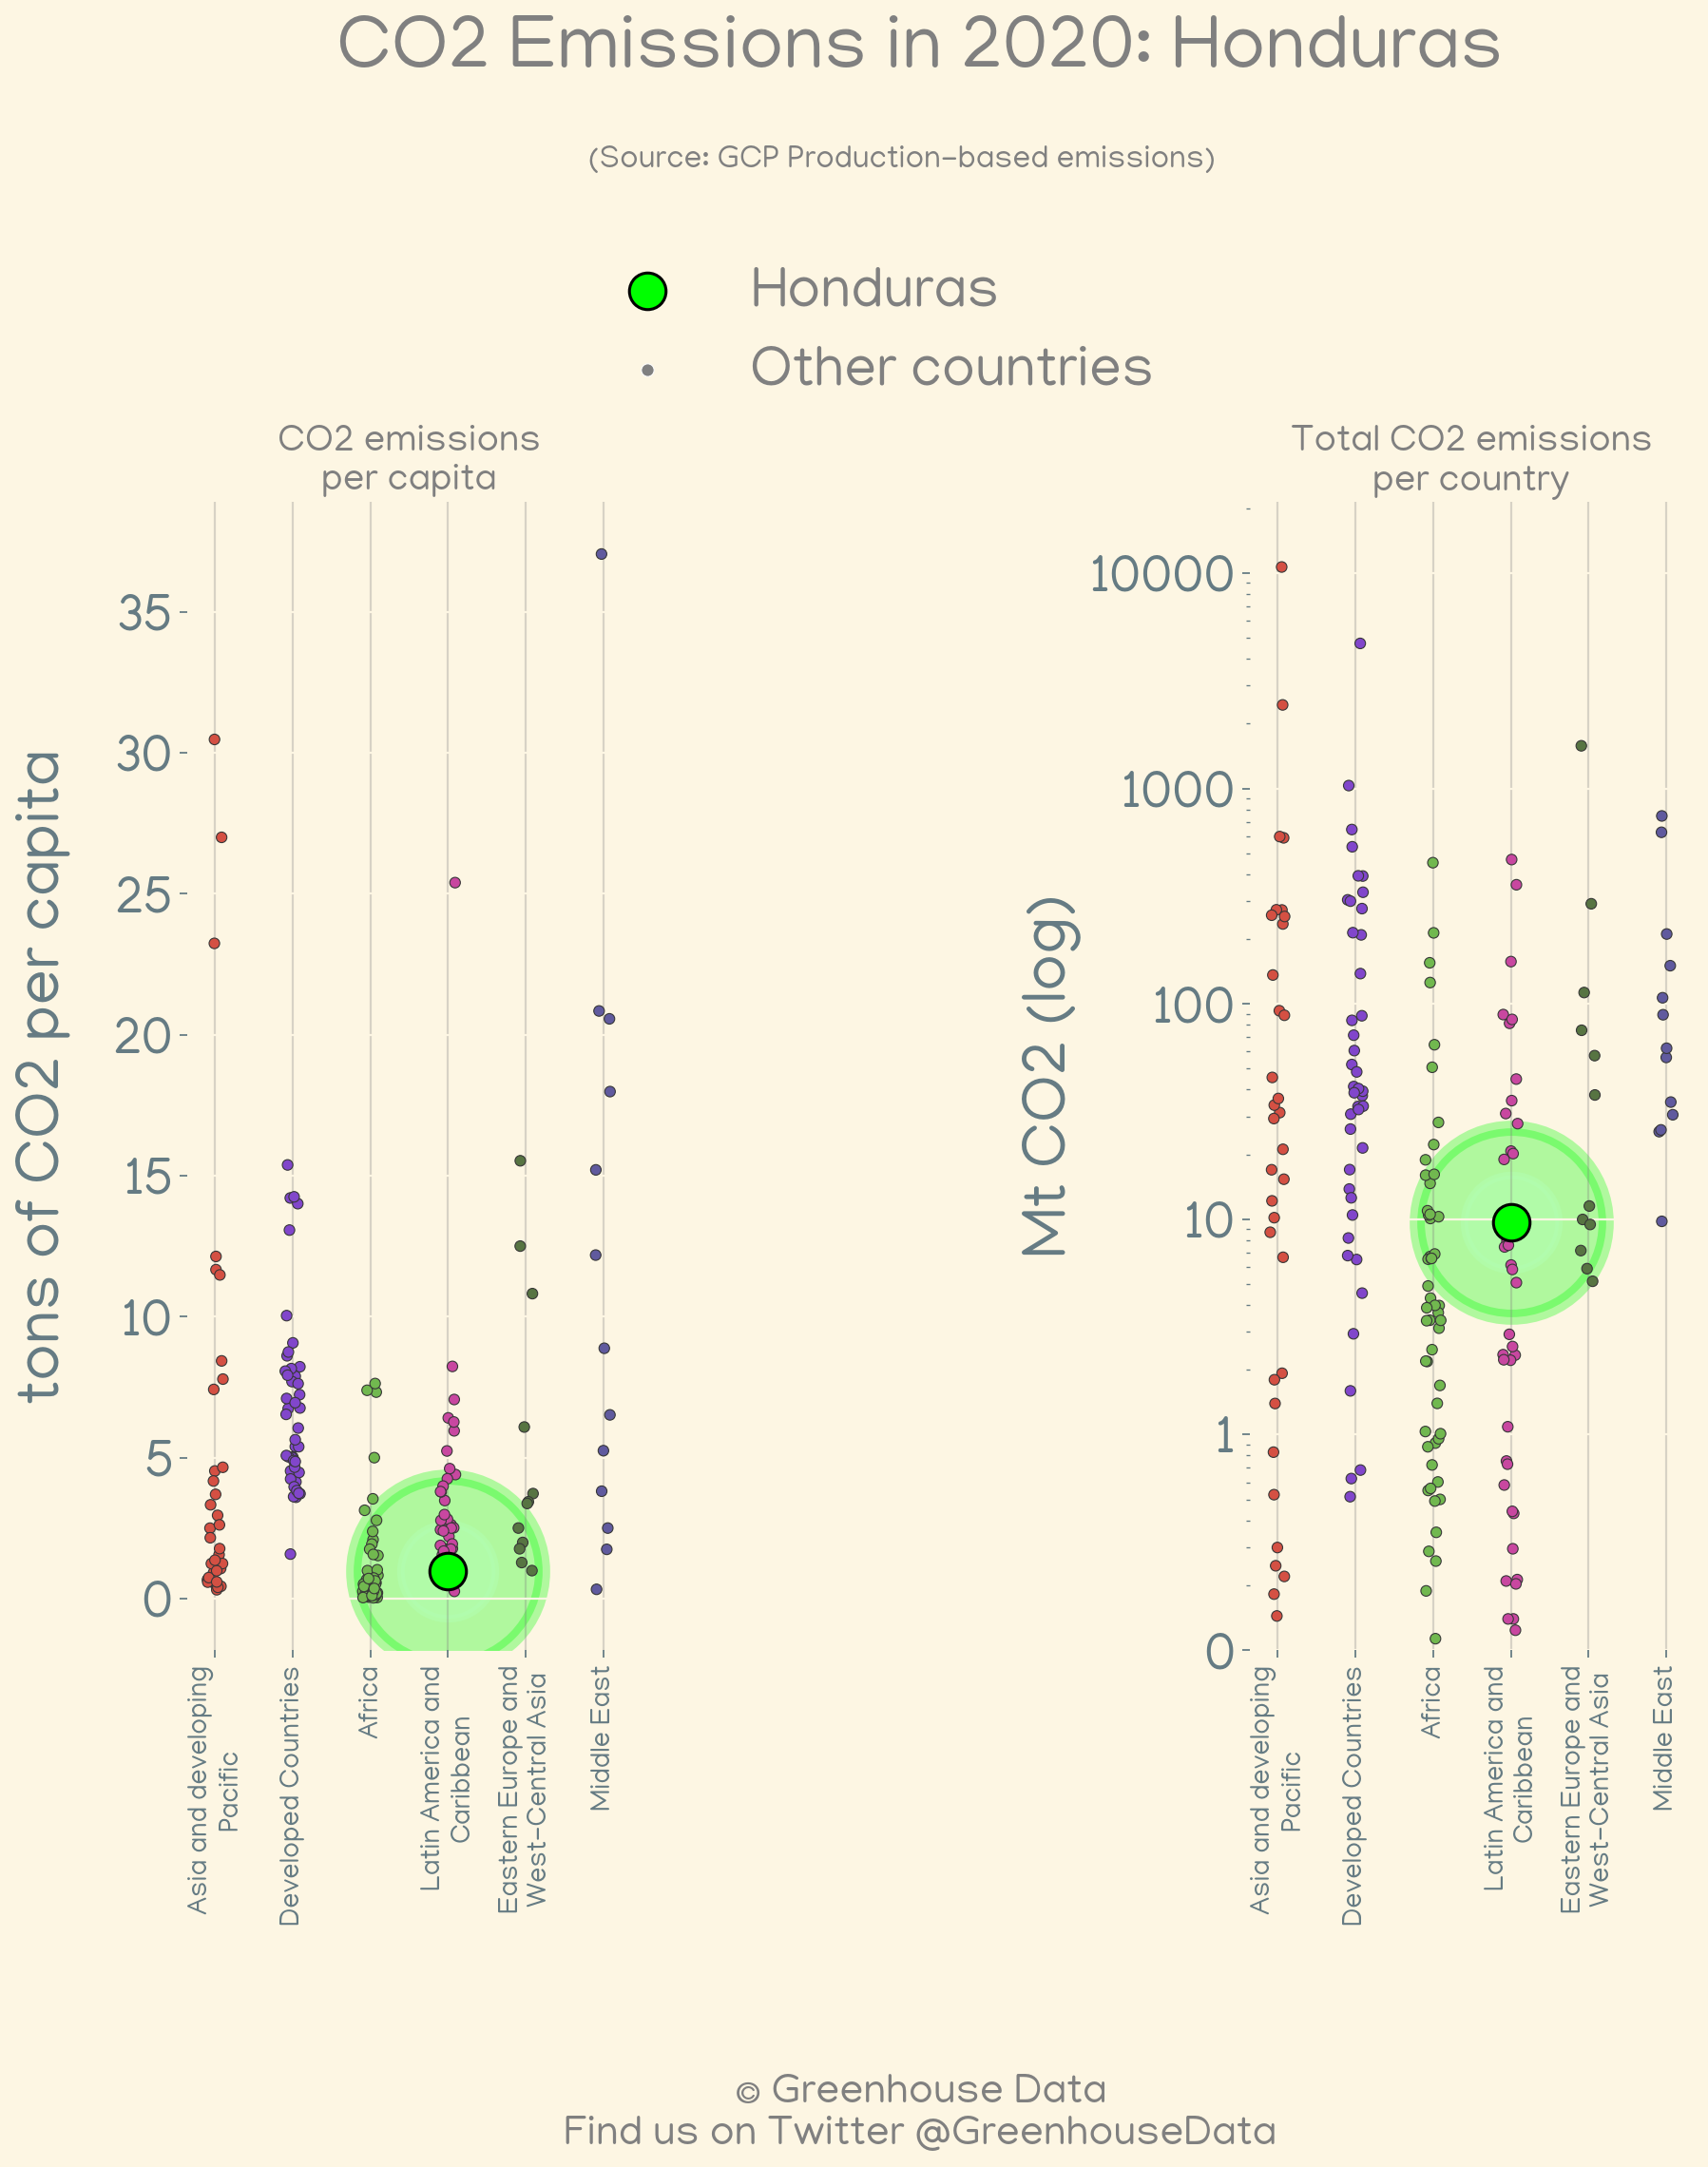 CO2 Emissions in 2020: Honduras
(Source: GCP Production-based emissions)
Honduras
Other countries
CO2 emissions
per capita
tons of CO2 per capita
35
30
25
20
15
10
5
0
Asia and developing
Pacific
Developed Countries
Africa
Latin America and
Caribbean
Eastern Europe and
West-Central Asia
Middle East
Total CO2 emissions
per country
Mt CO2 (log)
10000
1000
100
10
1
0
Asia and developing
Pacific
Developed Countries
Africa
Latin America and
Caribbean
Eastern Europe and
West-Central Asia
Middle East
© Greenhouse Data
Find us on Twitter @GreenhouseData